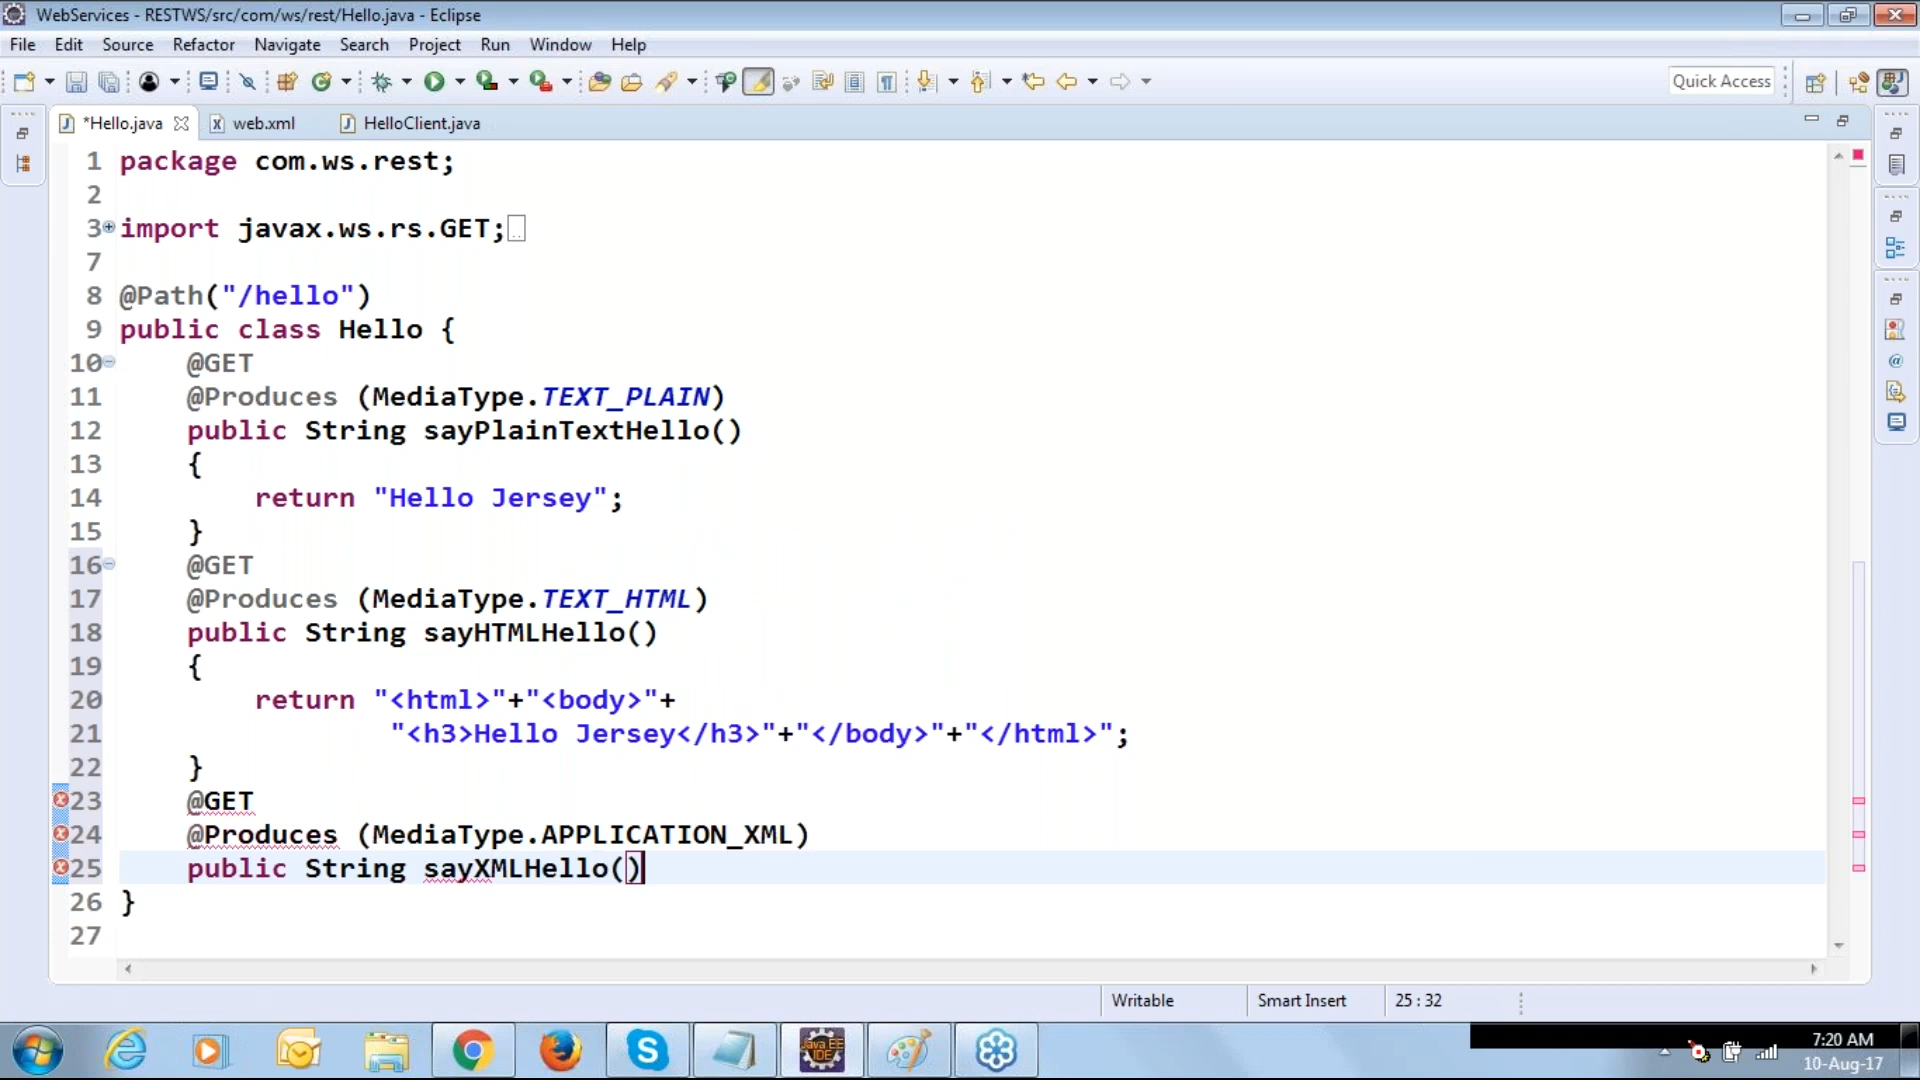 WebServices - RESTWS/src/com/ws/rest/Hello.java - Eclipse
File Edit Source Refactor Navigate Search Project Run Window Help
Quick Access
*Hello.java web.xml HelloClient.java
1 package com.ws.rest;
2
3 import javax.ws.rs.GET;
7
8 @Path("/hello")
9 public class Hello {
10 @GET
11 @Produces (MediaType.TEXT_PLAIN)
12 public String sayPlainTextHello()
13 {
14 return "Hello Jersey";
15 }
16 @GET
17 @Produces (MediaType.TEXT_HTML)
18 public String sayHTMLHello()
19 {
20 return "<html>"+"<body>"+
21 "<h3>Hello Jersey</h3>"+"</body>"+"</html>";
22 }
23 @GET
24 @Produces (MediaType.APPLICATION_XML)
25 public String sayXMLHello()
26 }
27
Writable Smart Insert 25 : 32
Java EE
IDE
7:20 AM
10-Aug-17